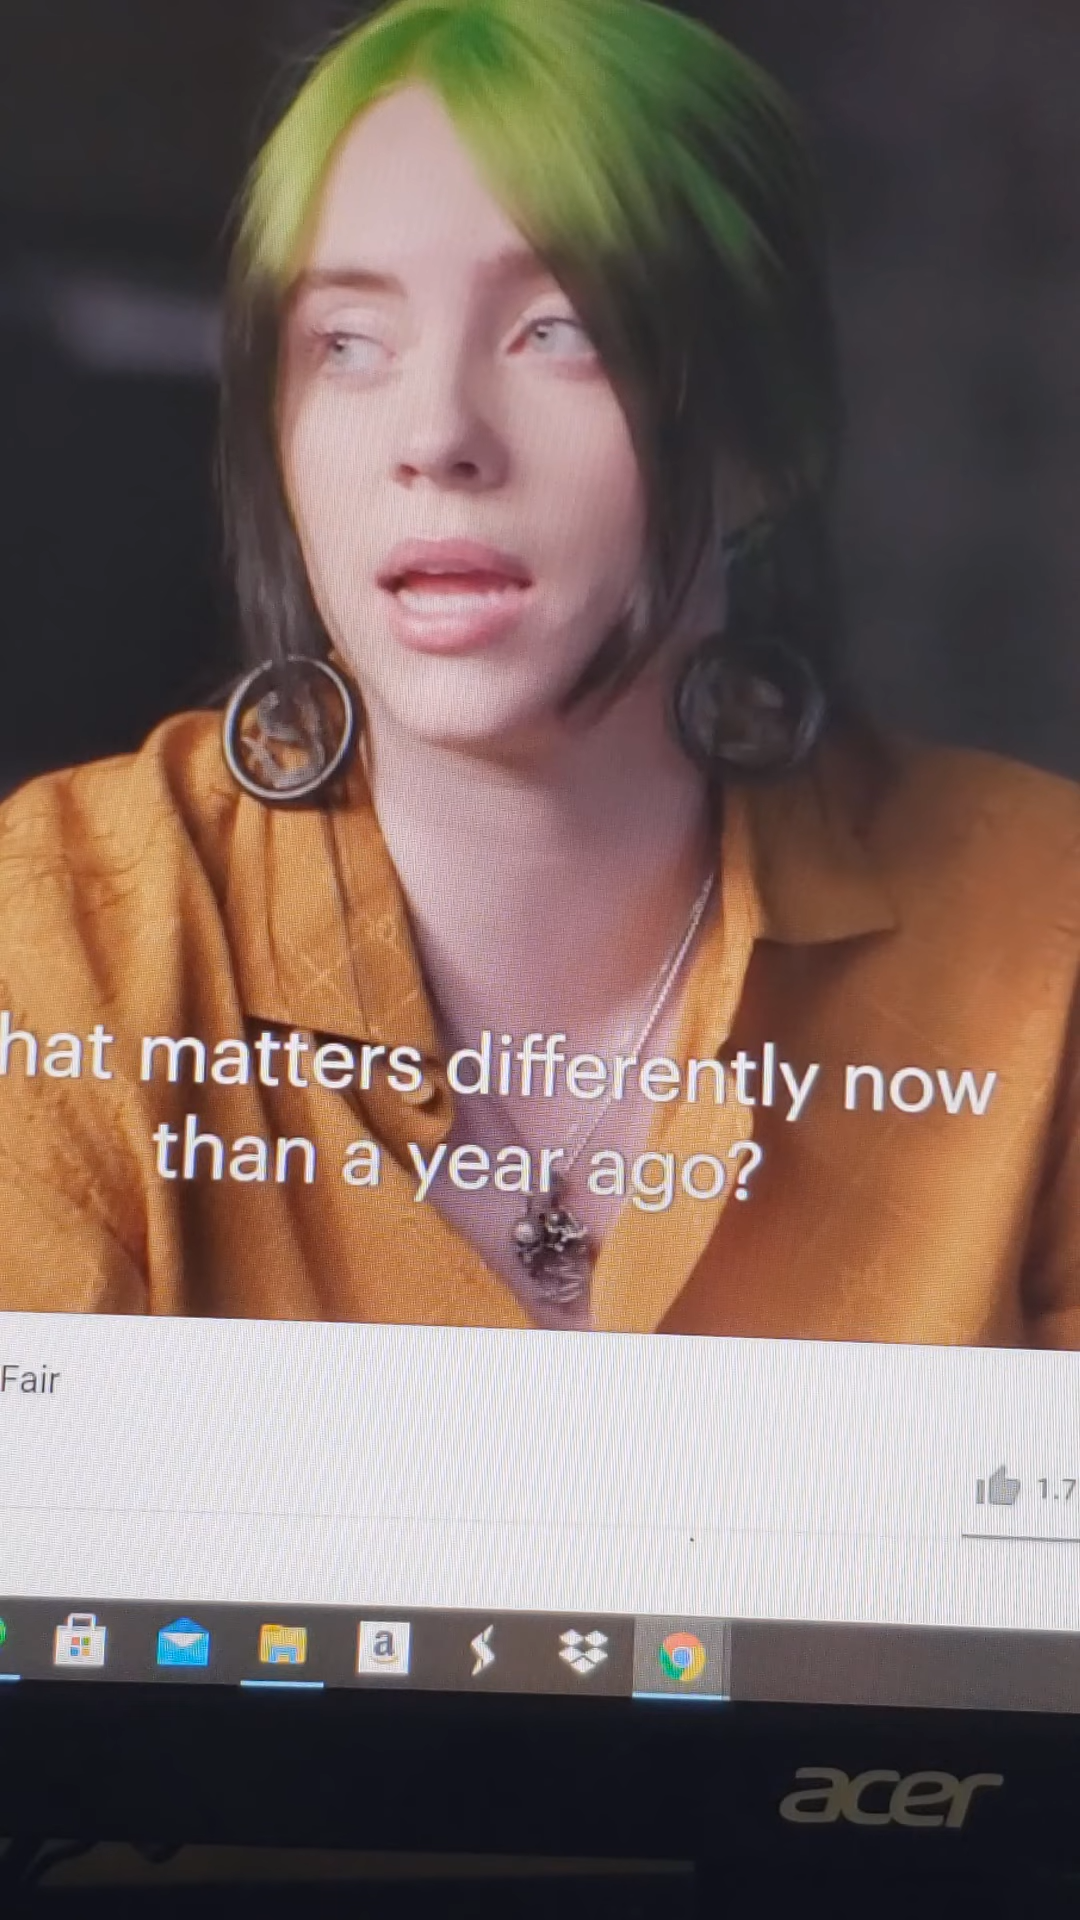 hat matters differently now
than a year ago?
Fair
1.7
a
acer